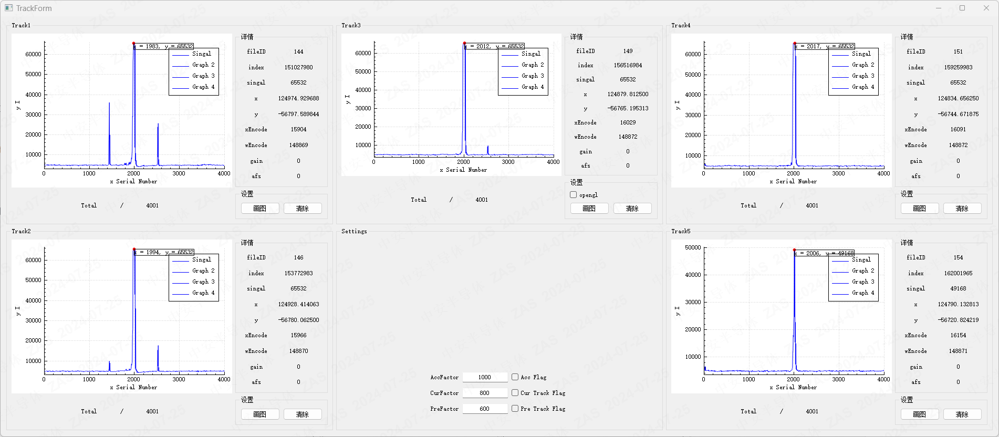 TrackForm
Track1
60000
50000
40000
30000
20000
10000
y I
0 1000 2000 3000 4000
x Serial Number
x = 1983, y = 65532
Singal
Graph 2
Graph 3
Graph 4
Total / 4001
详情
fileID 144
index 151027980
singal 65532
x 124974.929688
y -56797.589844
xEncode 15904
wEncode 148869
gain 0
afs 0
设置
画图 清除
Track3
60000
50000
40000
30000
20000
10000
y I
0 1000 2000 3000 4000
x Serial Number
x = 2012, y = 65532
Singal
Graph 2
Graph 3
Graph 4
Total / 4001
详情
fileID 149
index 156516984
singal 65532
x 124879.812500
y -56765.195313
xEncode 16029
wEncode 148872
gain 0
afs 0
设置
opengl
画图 清除
Track4
60000
50000
40000
30000
20000
10000
y I
0 1000 2000 3000 4000
x Serial Number
x = 2017, y = 65532
Singal
Graph 2
Graph 3
Graph 4
Total / 4001
详情
fileID 151
index 159259983
singal 65532
x 124834.656250
y -56744.671875
xEncode 16091
wEncode 148872
gain 0
afs 0
设置
画图 清除
Track2
60000
50000
40000
30000
20000
10000
y I
0 1000 2000 3000 4000
x Serial Number
x = 1994, y = 65532
Singal
Graph 2
Graph 3
Graph 4
Total / 4001
详情
fileID 146
index 153772983
singal 65532
x 124928.414063
y -56780.062500
xEncode 15966
wEncode 148870
gain 0
afs 0
设置
画图 清除
Settings
AccFactor 1000 Acc Flag
CurFactor 800 Cur Track Flag
PreFactor 600 Pre Track Flag
Track5
50000
40000
30000
20000
10000
y I
0 1000 2000 3000 4000
x Serial Number
x = 2006, y = 49168
Singal
Graph 2
Graph 3
Graph 4
Total / 4001
详情
fileID 154
index 162001965
singal 49168
x 124790.132813
y -56720.824219
xEncode 16154
wEncode 148871
gain 0
afs 0
设置
画图 清除
中安半导体 ZAS 2024-07-25